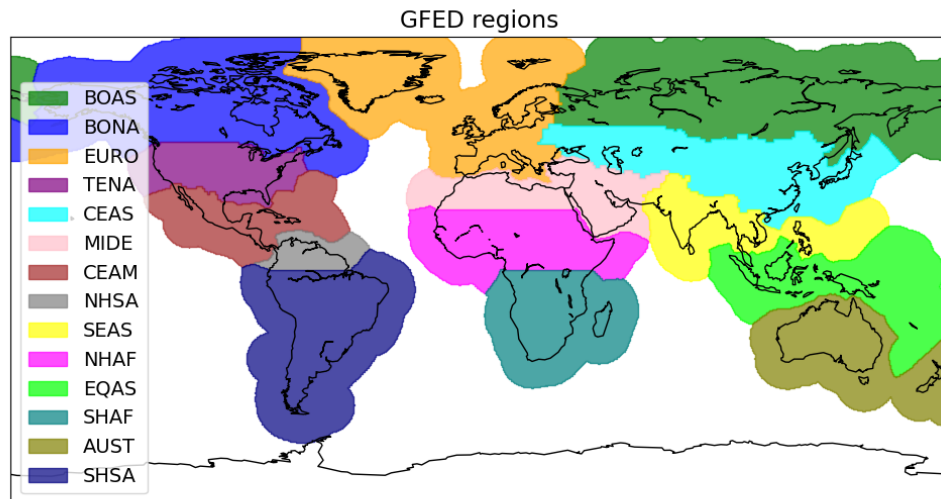 GFED regions
BOAS
BONA
EURO
TENA
CEAS
MIDE
CEAM
NHSA
SEAS
NHAF
EQAS
SHAF
AUST
SHSA